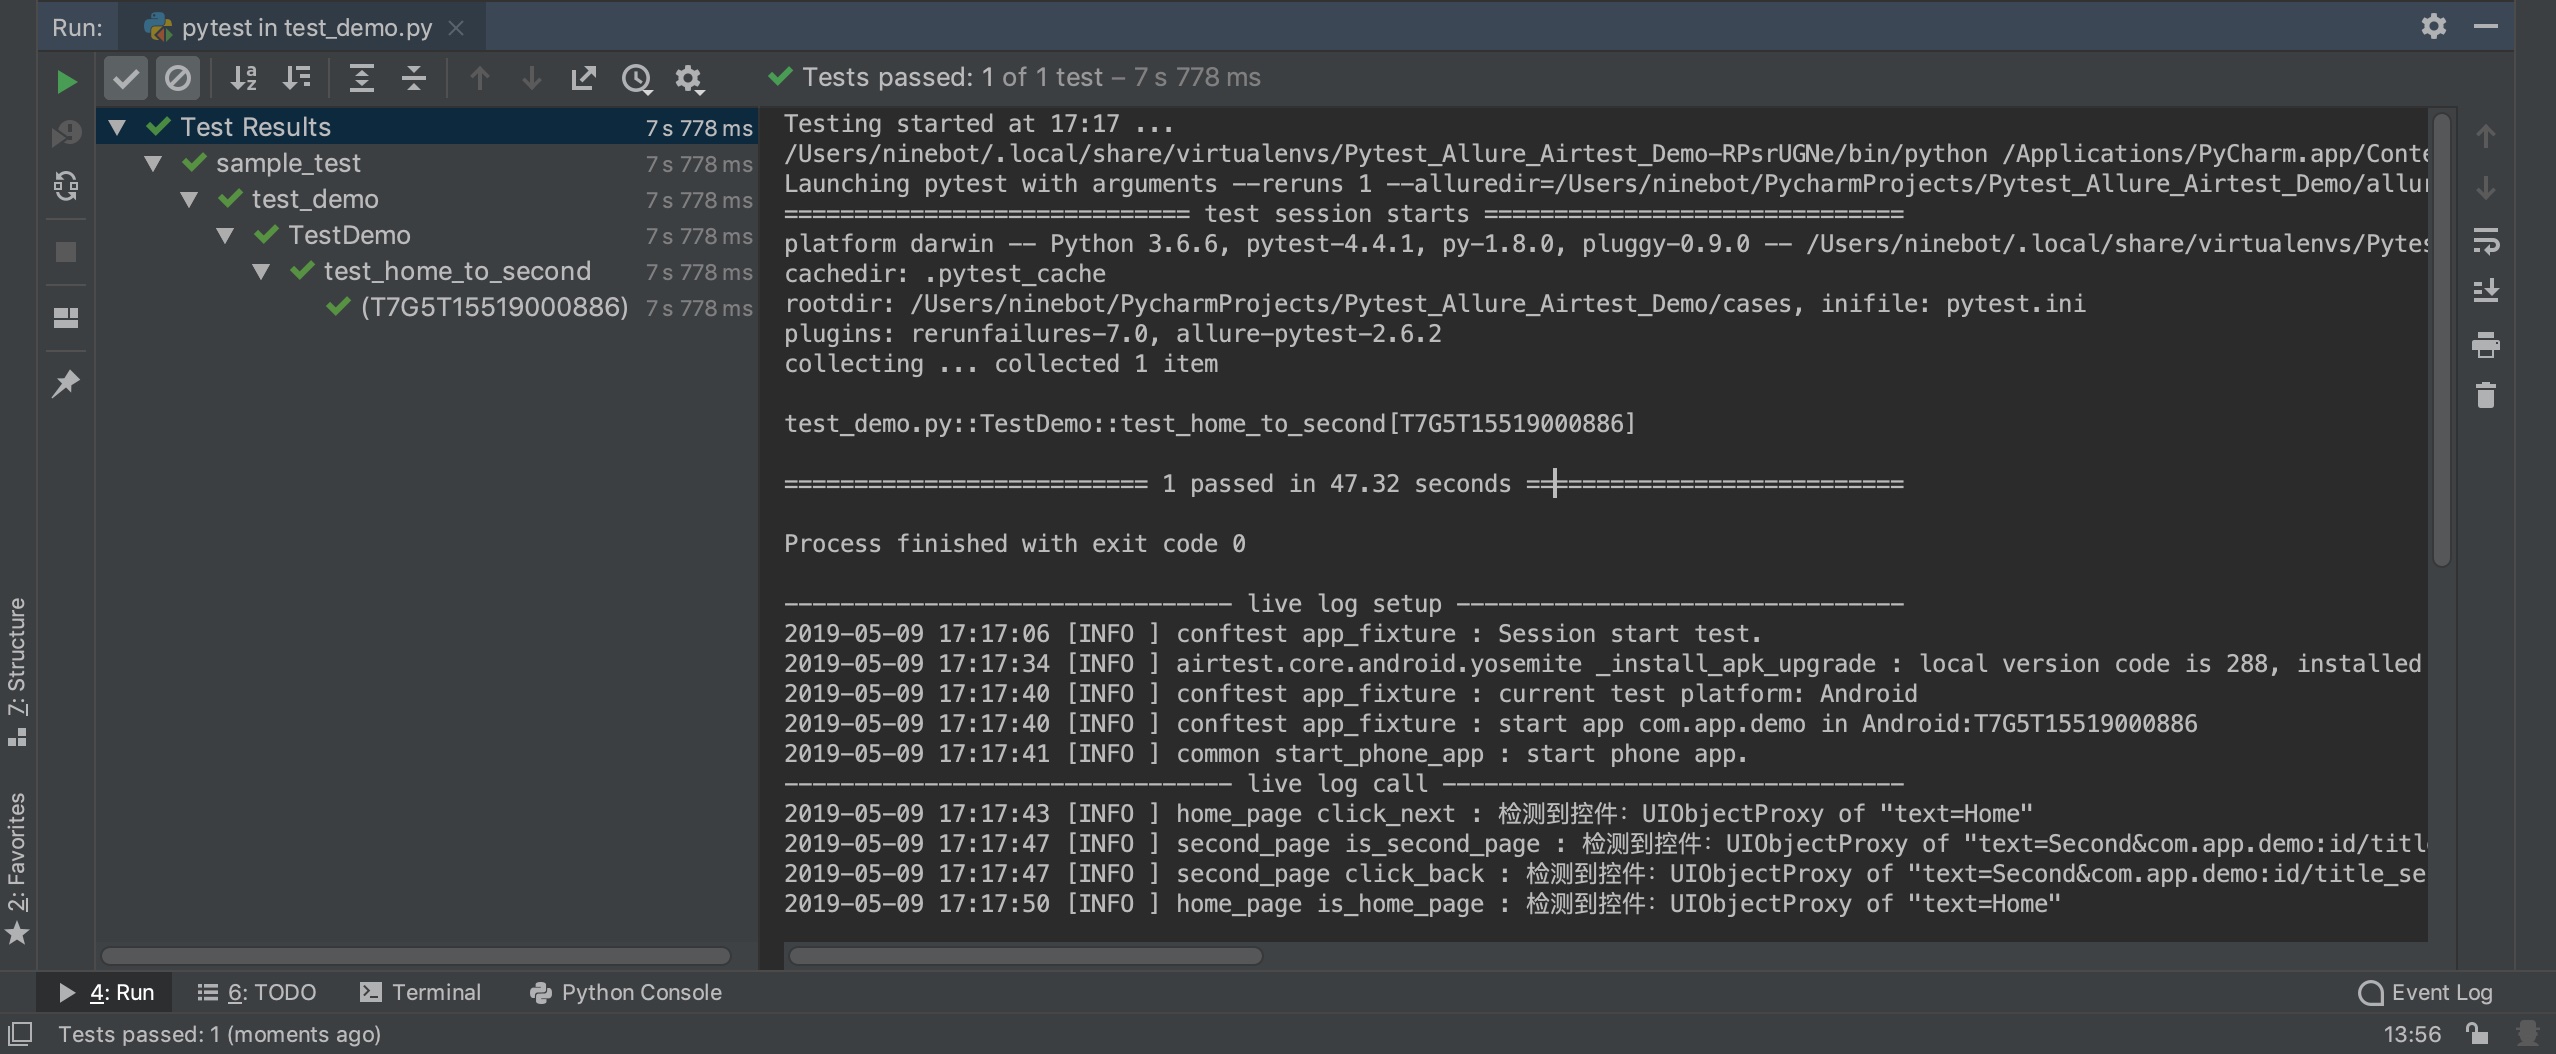 Run: pytest in test_demo.py
Tests passed: 1 of 1 test – 7 s 778 ms
Test Results 7 s 778 ms
sample_test 7 s 778 ms
test_demo 7 s 778 ms
TestDemo 7 s 778 ms
test_home_to_second 7 s 778 ms
(T7G5T15519000886) 7 s 778 ms
Testing started at 17:17 ...
/Users/ninebot/.local/share/virtualenvs/Pytest_Allure_Airtest_Demo-RPsrUGNe/bin/python /Applications/PyCharm.app/Conte
Launching pytest with arguments --reruns 1 --alluredir=/Users/ninebot/PycharmProjects/Pytest_Allure_Airtest_Demo/allur
============================= test session starts ==============================
platform darwin -- Python 3.6.6, pytest-4.4.1, py-1.8.0, pluggy-0.9.0 -- /Users/ninebot/.local/share/virtualenvs/Pytes
cachedir: .pytest_cache
rootdir: /Users/ninebot/PycharmProjects/Pytest_Allure_Airtest_Demo/cases, inifile: pytest.ini
plugins: rerunfailures-7.0, allure-pytest-2.6.2
collecting ... collected 1 item
test_demo.py::TestDemo::test_home_to_second[T7G5T15519000886]
========================== 1 passed in 47.32 seconds ===========================
Process finished with exit code 0
-------------------------------- live log setup --------------------------------
2019-05-09 17:17:06 [INFO ] conftest app_fixture : Session start test.
2019-05-09 17:17:34 [INFO ] airtest.core.android.yosemite _install_apk_upgrade : local version code is 288, installed
2019-05-09 17:17:40 [INFO ] conftest app_fixture : current test platform: Android
2019-05-09 17:17:40 [INFO ] conftest app_fixture : start app com.app.demo in Android:T7G5T15519000886
2019-05-09 17:17:41 [INFO ] common start_phone_app : start phone app.
-------------------------------- live log call ---------------------------------
2019-05-09 17:17:43 [INFO ] home_page click_next : 检测到控件：UIObjectProxy of "text=Home"
2019-05-09 17:17:47 [INFO ] second_page is_second_page : 检测到控件：UIObjectProxy of "text=Second&com.app.demo:id/titl
2019-05-09 17:17:47 [INFO ] second_page click_back : 检测到控件：UIObjectProxy of "text=Second&com.app.demo:id/title_se
2019-05-09 17:17:50 [INFO ] home_page is_home_page : 检测到控件：UIObjectProxy of "text=Home"
7: Structure
2: Favorites
4: Run 6: TODO Terminal Python Console Event Log
Tests passed: 1 (moments ago) 13:56